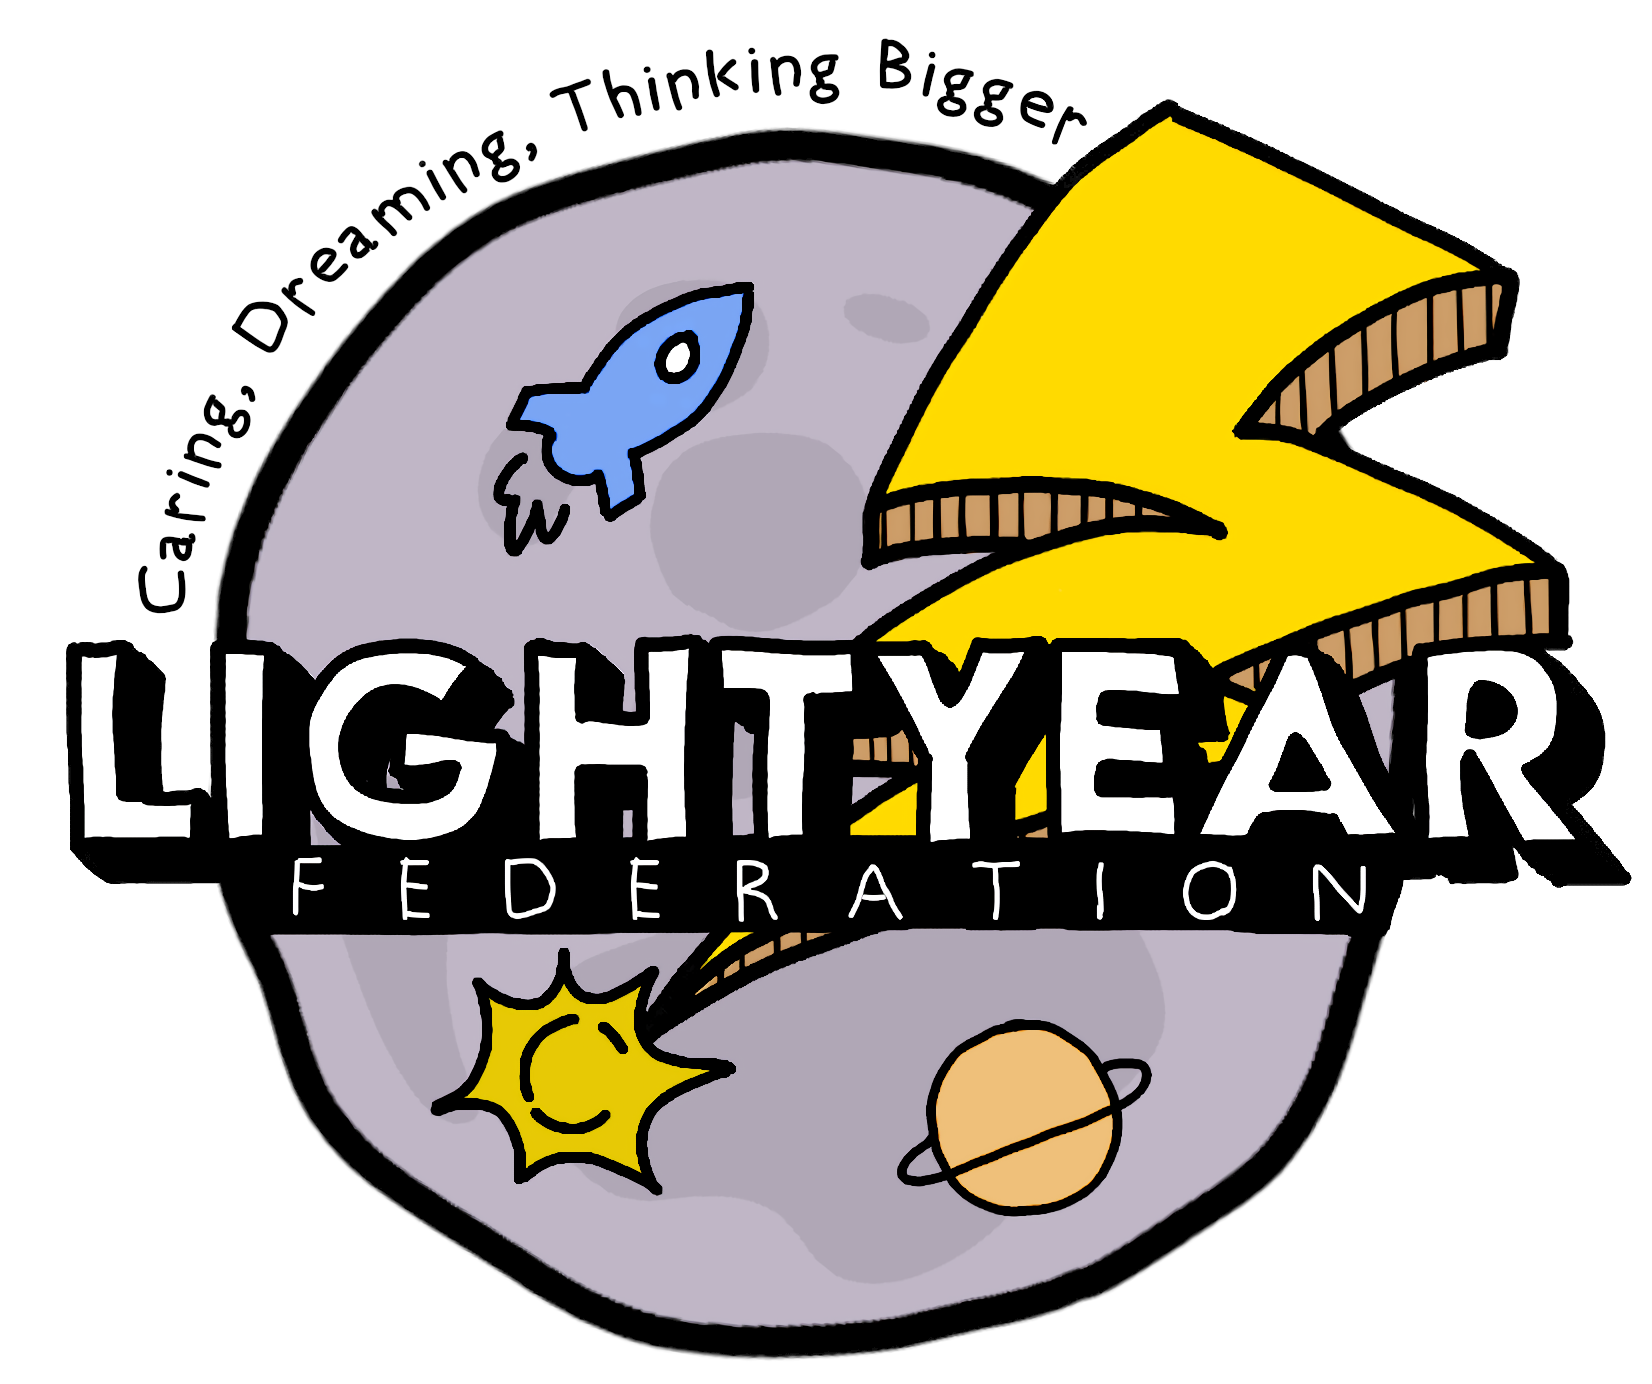 Caring, Dreaming, Thinking Bigger
LIGHTYEAR
FEDERATION